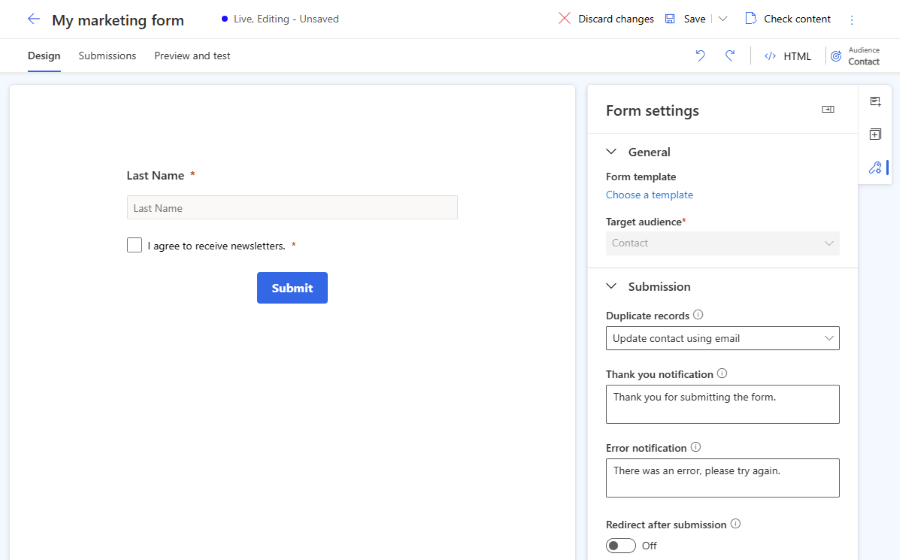 My marketing form
Live, Editing - Unsaved
Discard changes
Save
Check content
Design
Submissions
Preview and test
</> HTML
Audience
Contact
Last Name *
Last Name
I agree to receive newsletters. *
Submit
Form settings
General
Form template
Choose a template
Target audience*
Contact
Submission
Duplicate records
Update contact using email
Thank you notification
Thank you for submitting the form.
Error notification
There was an error, please try again.
Redirect after submission
Off